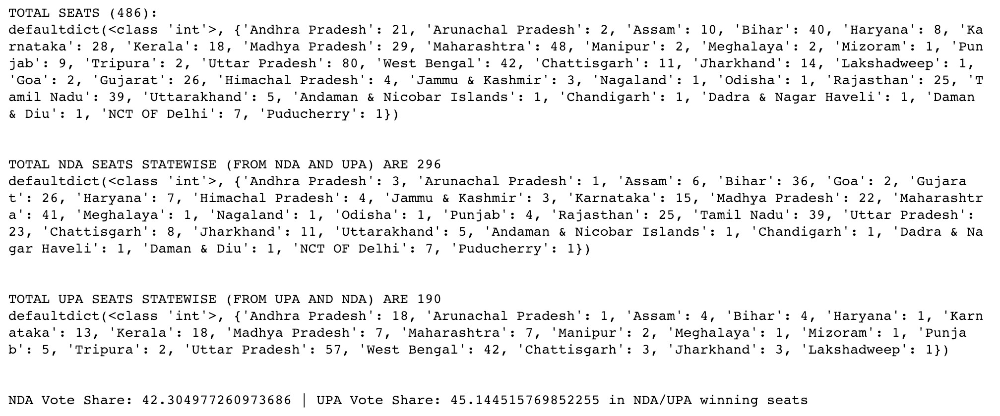 TOTAL SEATS (486):
defaultdict(<class 'int'>, {'Andhra Pradesh': 21, 'Arunachal Pradesh': 2, 'Assam': 10, 'Bihar': 40, 'Haryana': 8, 'Ka
rnataka': 28, 'Kerala': 18, 'Madhya Pradesh': 29, 'Maharashtra': 48, 'Manipur': 2, 'Meghalaya': 2, 'Mizoram': 1, 'Pun
jab': 9, 'Tripura': 2, 'Uttar Pradesh': 80, 'West Bengal': 42, 'Chattisgarh': 11, 'Jharkhand': 14, 'Lakshadweep': 1,
'Goa': 2, 'Gujarat': 26, 'Himachal Pradesh': 4, 'Jammu & Kashmir': 3, 'Nagaland': 1, 'Odisha': 1, 'Rajasthan': 25, 'T
amil Nadu': 39, 'Uttarakhand': 5, 'Andaman & Nicobar Islands': 1, 'Chandigarh': 1, 'Dadra & Nagar Haveli': 1, 'Daman
& Diu': 1, 'NCT OF Delhi': 7, 'Puducherry': 1})
TOTAL NDA SEATS STATEWISE (FROM NDA AND UPA) ARE 296
defaultdict(<class 'int'>, {'Andhra Pradesh': 3, 'Arunachal Pradesh': 1, 'Assam': 6, 'Bihar': 36, 'Goa': 2, 'Gujara
t': 26, 'Haryana': 7, 'Himachal Pradesh': 4, 'Jammu & Kashmir': 3, 'Karnataka': 15, 'Madhya Pradesh': 22, 'Maharashtr
a': 41, 'Meghalaya': 1, 'Nagaland': 1, 'Odisha': 1, 'Punjab': 4, 'Rajasthan': 25, 'Tamil Nadu': 39, 'Uttar Pradesh':
23, 'Chattisgarh': 8, 'Jharkhand': 11, 'Uttarakhand': 5, 'Andaman & Nicobar Islands': 1, 'Chandigarh': 1, 'Dadra & Na
gar Haveli': 1, 'Daman & Diu': 1, 'NCT OF Delhi': 7, 'Puducherry': 1})
TOTAL UPA SEATS STATEWISE (FROM UPA AND NDA) ARE 190
defaultdict(<class 'int'>, {'Andhra Pradesh': 18, 'Arunachal Pradesh': 1, 'Assam': 4, 'Bihar': 4, 'Haryana': 1, 'Karn
ataka': 13, 'Kerala': 18, 'Madhya Pradesh': 7, 'Maharashtra': 7, 'Manipur': 2, 'Meghalaya': 1, 'Mizoram': 1, 'Punja
b': 5, 'Tripura': 2, 'Uttar Pradesh': 57, 'West Bengal': 42, 'Chattisgarh': 3, 'Jharkhand': 3, 'Lakshadweep': 1})
NDA Vote Share: 42.304977260973686 | UPA Vote Share: 45.144515769852255 in NDA/UPA winning seats